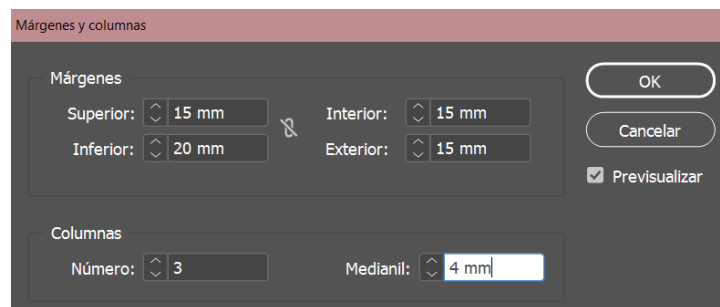 Márgenes y columnas
Márgenes
Superior: 15 mm
Interior: 15 mm
Inferior: 20 mm
Exterior: 15 mm
OK
Cancelar
Previsualizar
Columnas
Número: 3
Medianil: 4 mm